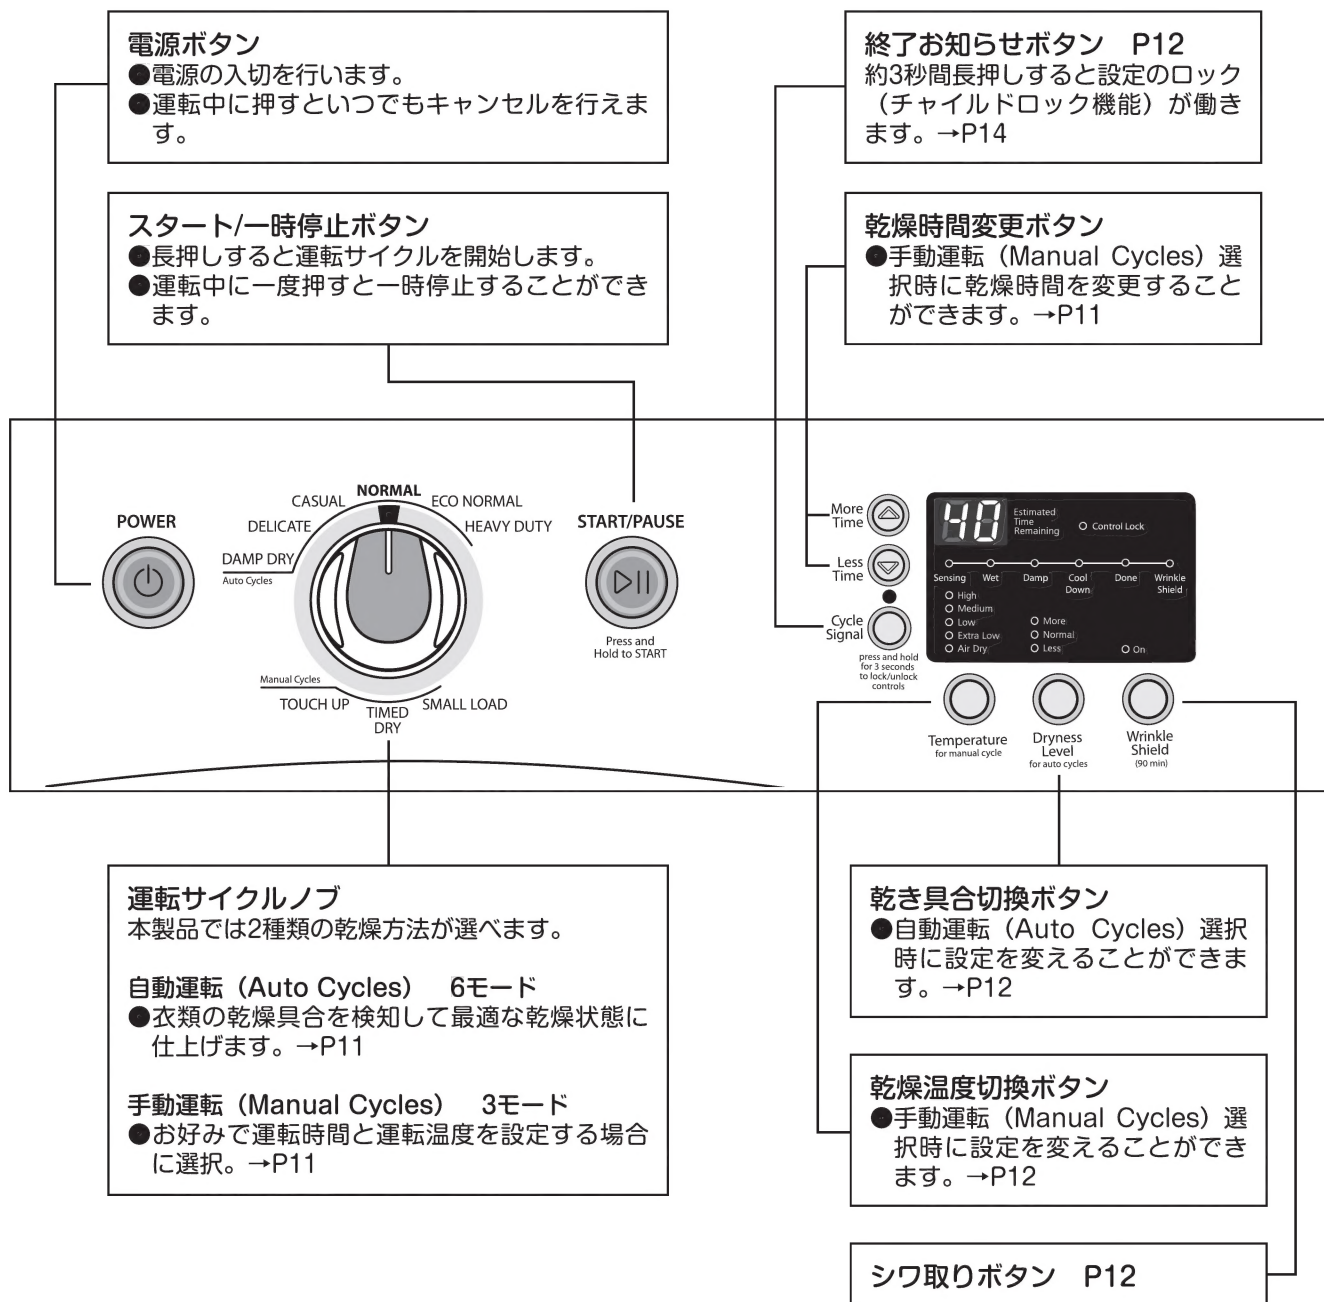 電源ボタン
●電源の入切を行います。
●運転中に押すといつでもキャンセルを行えま
す。
終了お知らせボタン　P12
約3秒間長押しすると設定のロック
（チャイルドロック機能）が働き
ます。→P14
スタート/一時停止ボタン
●長押しすると運転サイクルを開始します。
●運転中に一度押すと一時停止することができ
ます。
乾燥時間変更ボタン
●手動運転（Manual Cycles）選
択時に乾燥時間を変更すること
ができます。→P11
POWER
CASUAL
NORMAL
ECO NORMAL
DELICATE
HEAVY DUTY
DAMP DRY
Auto Cycles
Manual Cycles
TOUCH UP
TIMED
DRY
SMALL LOAD
START/PAUSE
Press and
Hold to START
More
Time
Less
Time
Cycle
Signal
press and hold
for 3 seconds
to lock/unlock
controls
40
Estimated
Time
Remaining
Control Lock
Sensing
Wet
Damp
Cool
Down
Done
Wrinkle
Shield
High
Medium
Low
Extra Low
Air Dry
More
Normal
Less
On
Temperature
for manual cycle
Dryness
Level
for auto cycles
Wrinkle
Shield
(90 min)
運転サイクルノブ
本製品では2種類の乾燥方法が選べます。
自動運転（Auto Cycles）　6モード
●衣類の乾燥具合を検知して最適な乾燥状態に
仕上げます。→P11
手動運転（Manual Cycles）　3モード
●お好みで運転時間と運転温度を設定する場合
に選択。→P11
乾き具合切換ボタン
●自動運転（Auto Cycles）選択
時に設定を変えることができま
す。→P12
乾燥温度切換ボタン
●手動運転（Manual Cycles）選
択時に設定を変えることができ
ます。→P12
シワ取りボタン　P12